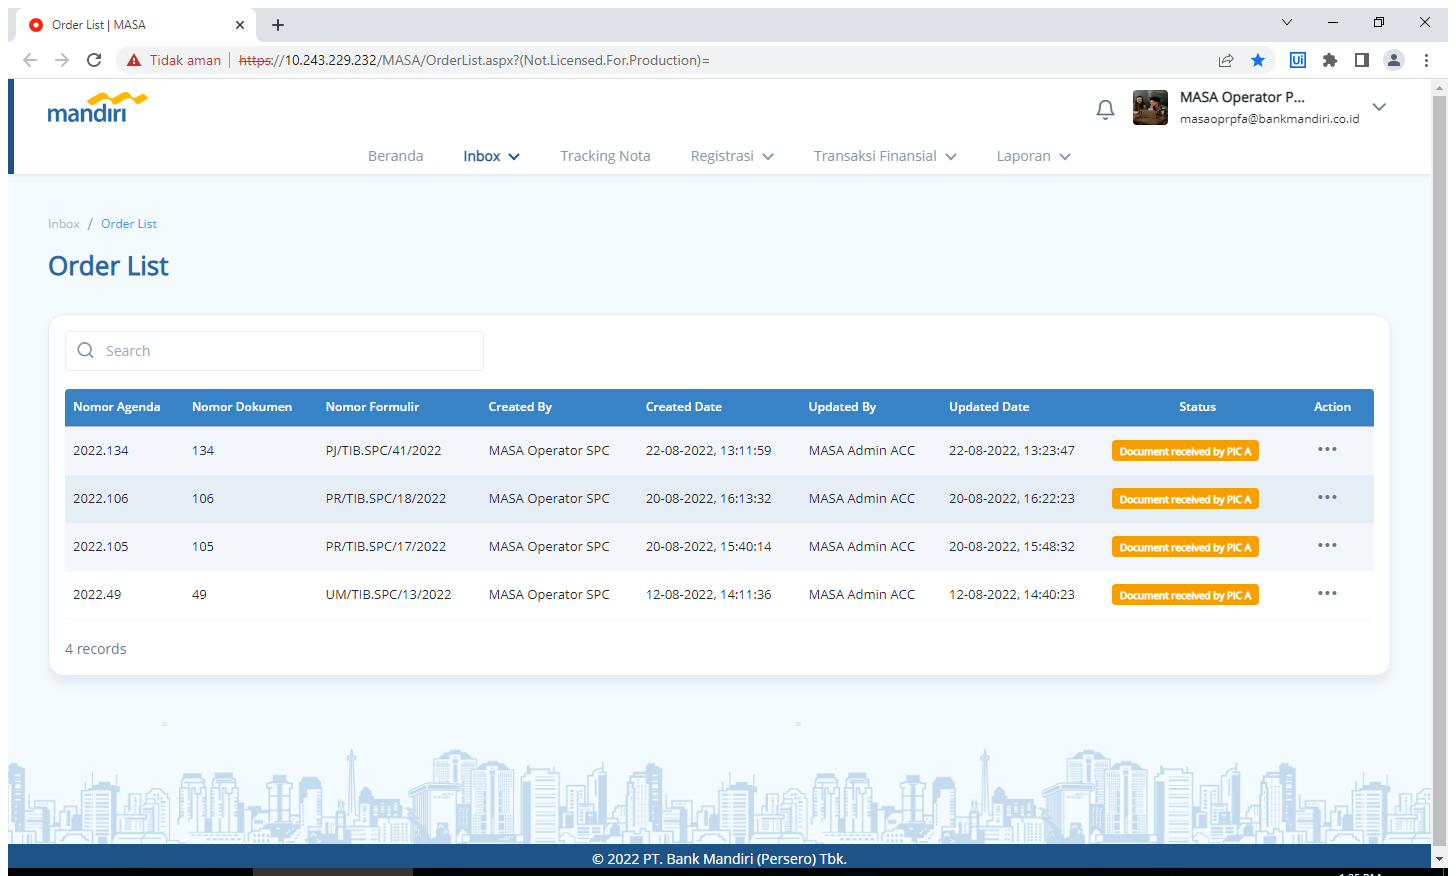 Order List | MASA
Tidak aman | https://10.243.229.232/MASA/OrderList.aspx?(Not.Licensed.For.Production)=
mandırı
MASA Operator P...
masaoprpfa@bankmandiri.co.id
Beranda Inbox Tracking Nota Registrasi Transaksi Finansial Laporan
Inbox / Order List
Order List
Search
Nomor Agenda Nomor Dokumen Nomor Formulir Created By Created Date Updated By Updated Date Status Action
2022.134 134 PJ/TIB.SPC/41/2022 MASA Operator SPC 22-08-2022, 13:11:59 MASA Admin ACC 22-08-2022, 13:23:47 Document received by PIC A
2022.106 106 PR/TIB.SPC/18/2022 MASA Operator SPC 20-08-2022, 16:13:32 MASA Admin ACC 20-08-2022, 16:22:23 Document received by PIC A
2022.105 105 PR/TIB.SPC/17/2022 MASA Operator SPC 20-08-2022, 15:40:14 MASA Admin ACC 20-08-2022, 15:48:32 Document received by PIC A
2022.49 49 UM/TIB.SPC/13/2022 MASA Operator SPC 12-08-2022, 14:11:36 MASA Admin ACC 12-08-2022, 14:40:23 Document received by PIC A
4 records
© 2022 PT. Bank Mandiri (Persero) Tbk.